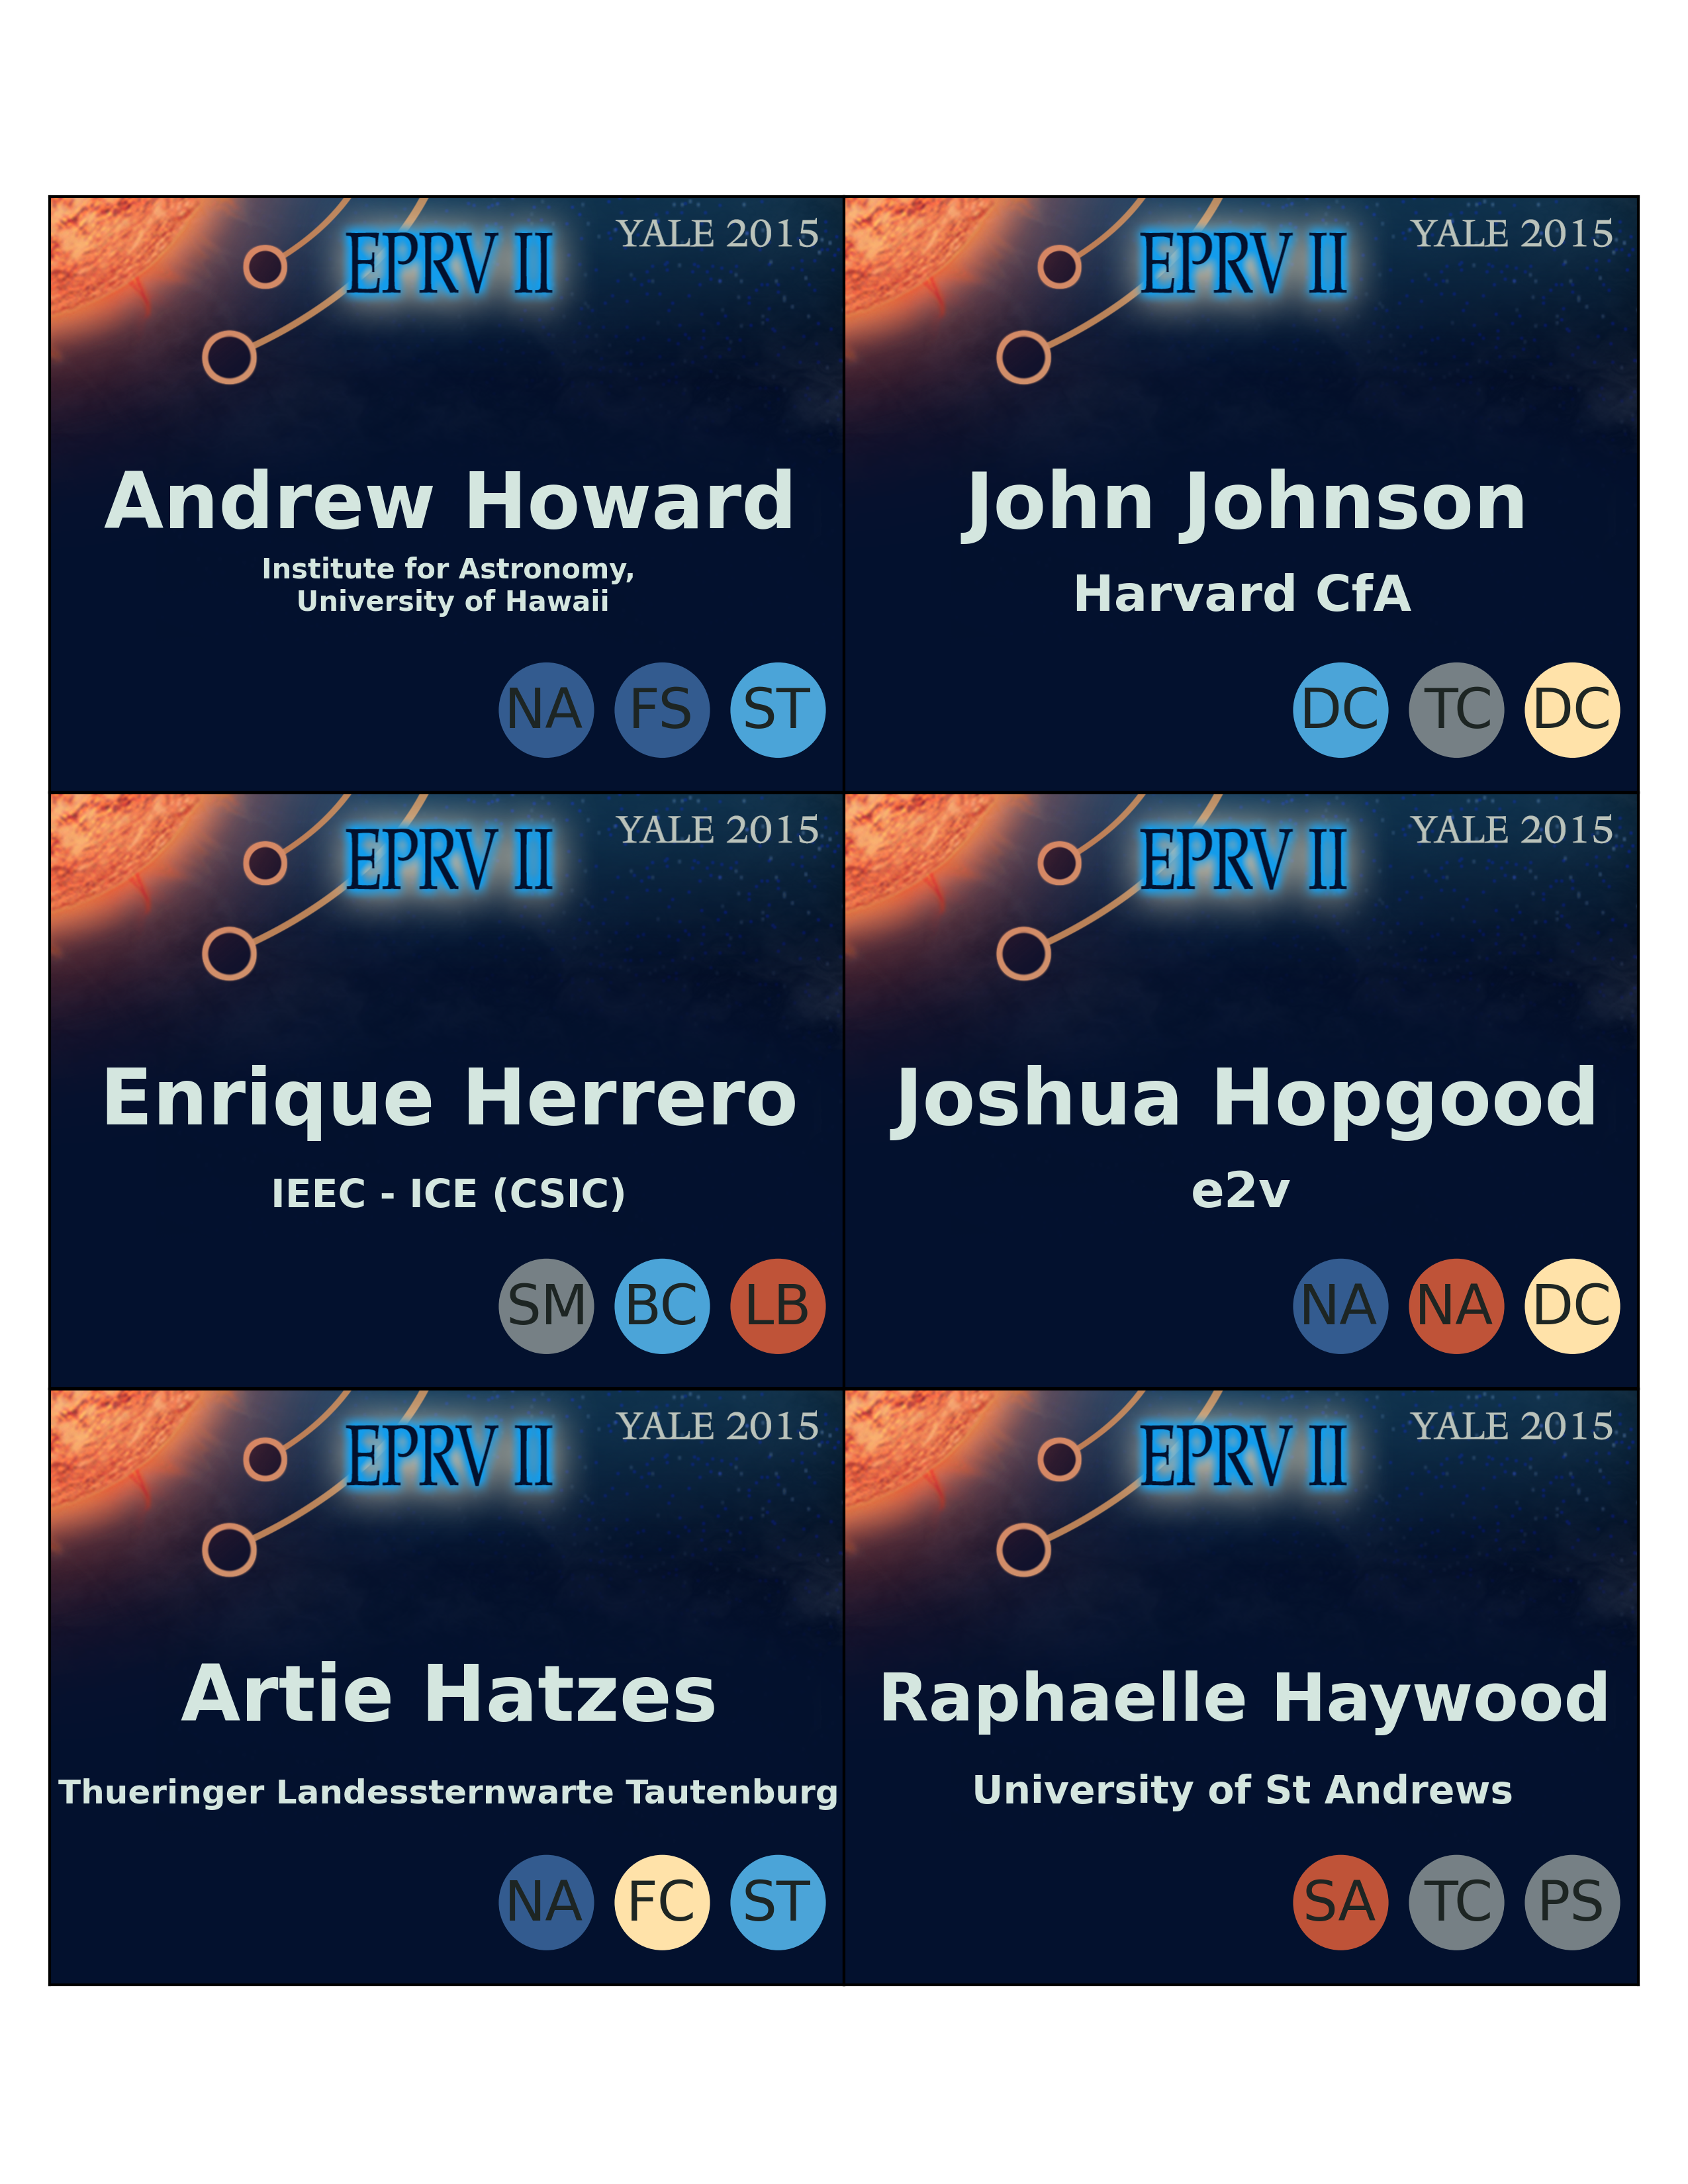 EPRV II
YALE 2015
Andrew Howard
Institute for Astronomy,
University of Hawaii
NA FS ST
EPRV II
YALE 2015
John Johnson
Harvard CfA
DC TC DC
EPRV II
YALE 2015
Enrique Herrero
IEEC - ICE (CSIC)
SM BC LB
EPRV II
YALE 2015
Joshua Hopgood
e2v
NA NA DC
EPRV II
YALE 2015
Artie Hatzes
Thueringer Landessternwarte Tautenburg
NA FC ST
EPRV II
YALE 2015
Raphaelle Haywood
University of St Andrews
SA TC PS